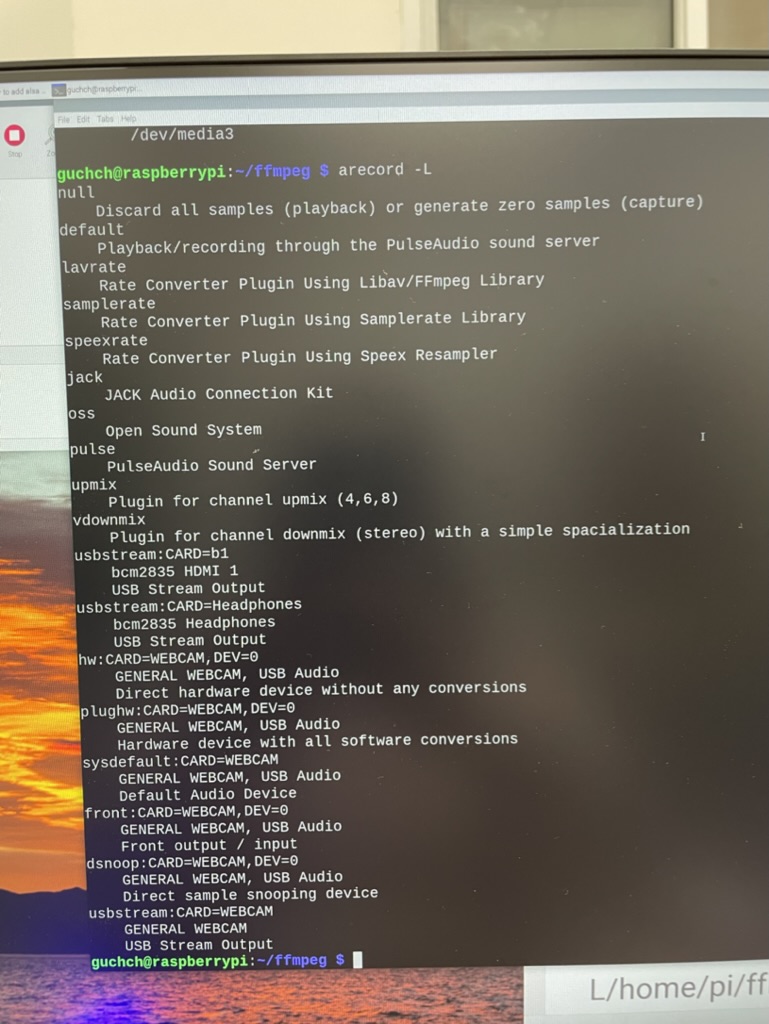 to add alsa ..
guchch@raspberrypi:..
File Edit Tabs Help
Stop
/dev/media3
guchch@raspberrypi:~/ffmpeg $ arecord -L
null
Discard all samples (playback) or generate zero samples (capture)
default
Playback/recording through the PulseAudio sound server
lavrate
Rate Converter Plugin Using Libav/FFmpeg Library
samplerate
Rate Converter Plugin Using Samplerate Library
speexrate
Rate Converter Plugin Using Speex Resampler
jack
JACK Audio Connection Kit
oss
Open Sound System
pulse
PulseAudio Sound Server
upmix
Plugin for channel upmix (4,6,8)
vdownmix
Plugin for channel downmix (stereo) with a simple spacialization
usbstream:CARD=b1
bcm2835 HDMI 1
USB Stream Output
usbstream:CARD=Headphones
bcm2835 Headphones
USB Stream Output
hw:CARD=WEBCAM,DEV=0
GENERAL WEBCAM, USB Audio
Direct hardware device without any conversions
plughw:CARD=WEBCAM,DEV=0
GENERAL WEBCAM, USB Audio
Hardware device with all software conversions
sysdefault:CARD=WEBCAM
GENERAL WEBCAM, USB Audio
Default Audio Device
front:CARD=WEBCAM,DEV=0
GENERAL WEBCAM, USB Audio
Front output / input
dsnoop:CARD=WEBCAM,DEV=0
GENERAL WEBCAM, USB Audio
Direct sample snooping device
usbstream:CARD=WEBCAM
GENERAL WEBCAM
USB Stream Output
guchch@raspberrypi:~/ffmpeg $
L/home/pi/ff